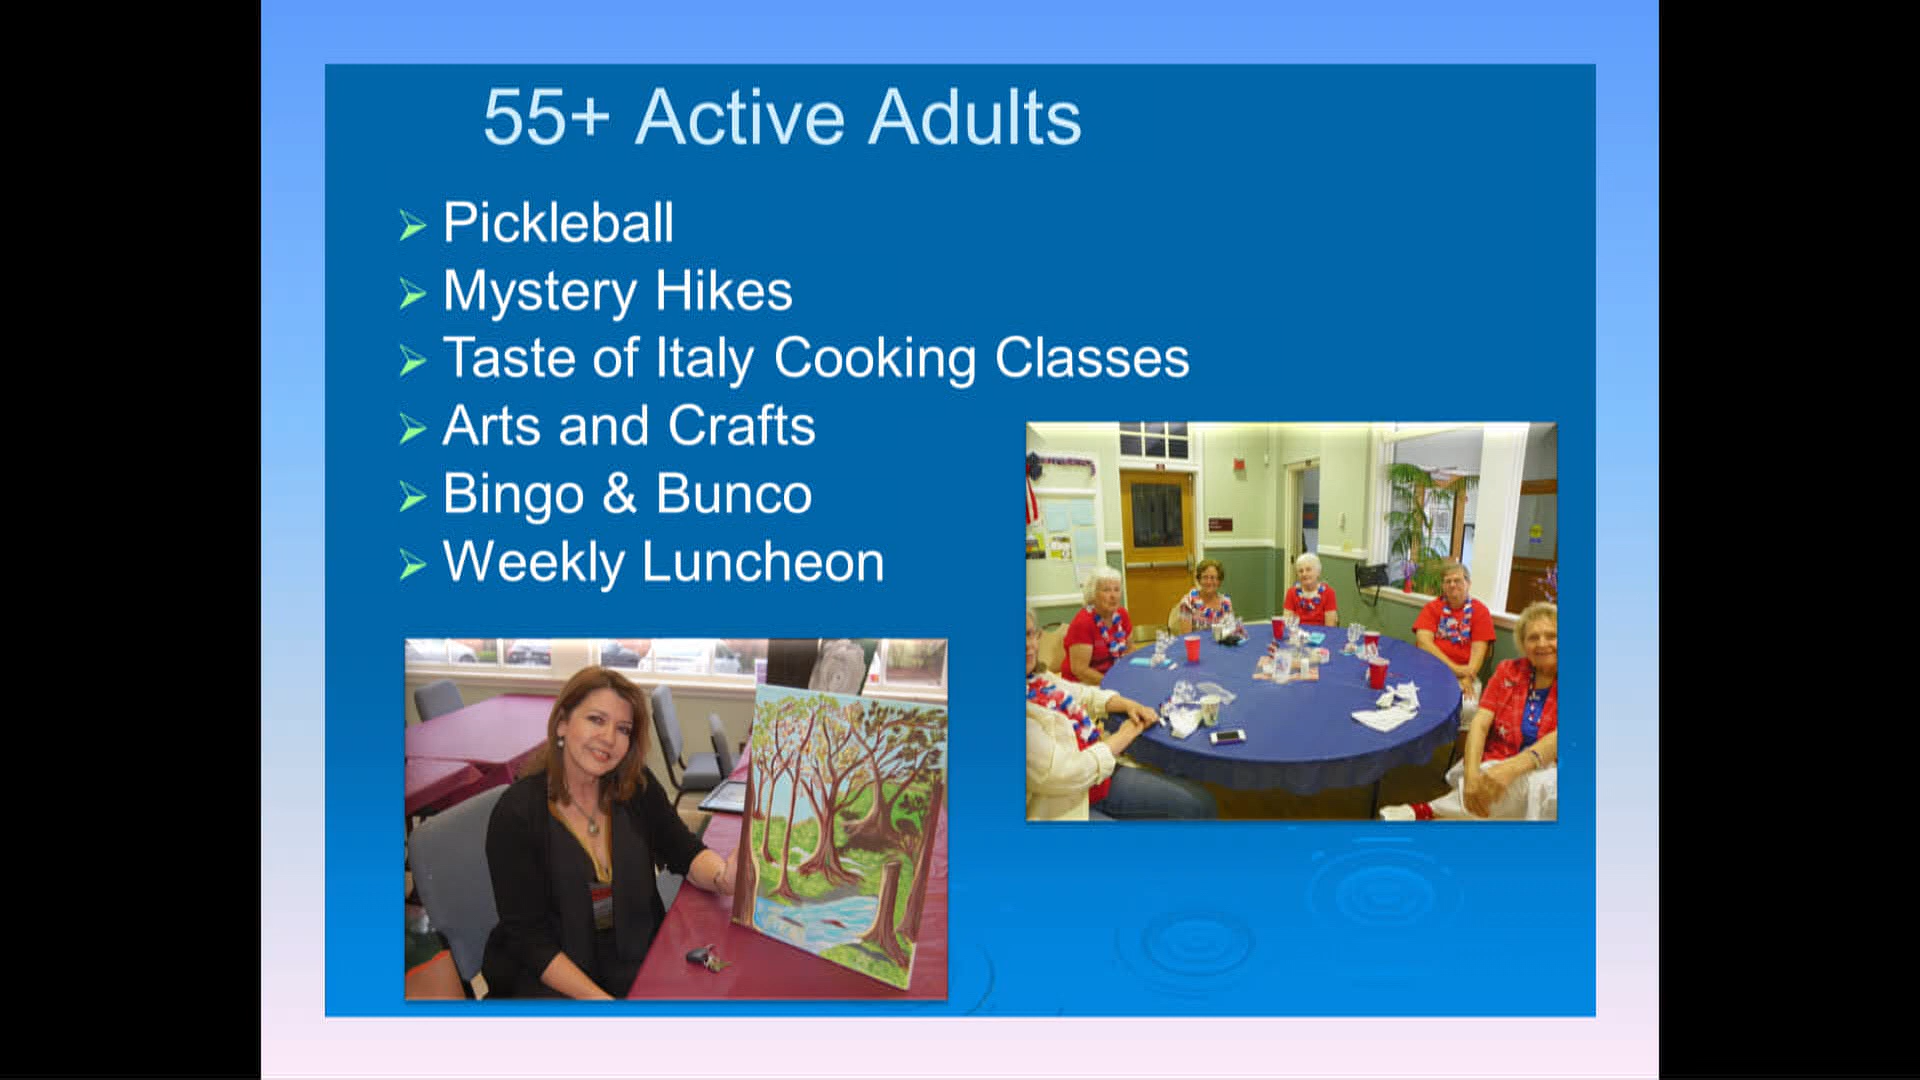 55+ Active Adults
Pickleball
Mystery Hikes
Taste of Italy Cooking Classes
Arts and Crafts
Bingo & Bunco
Weekly Luncheon